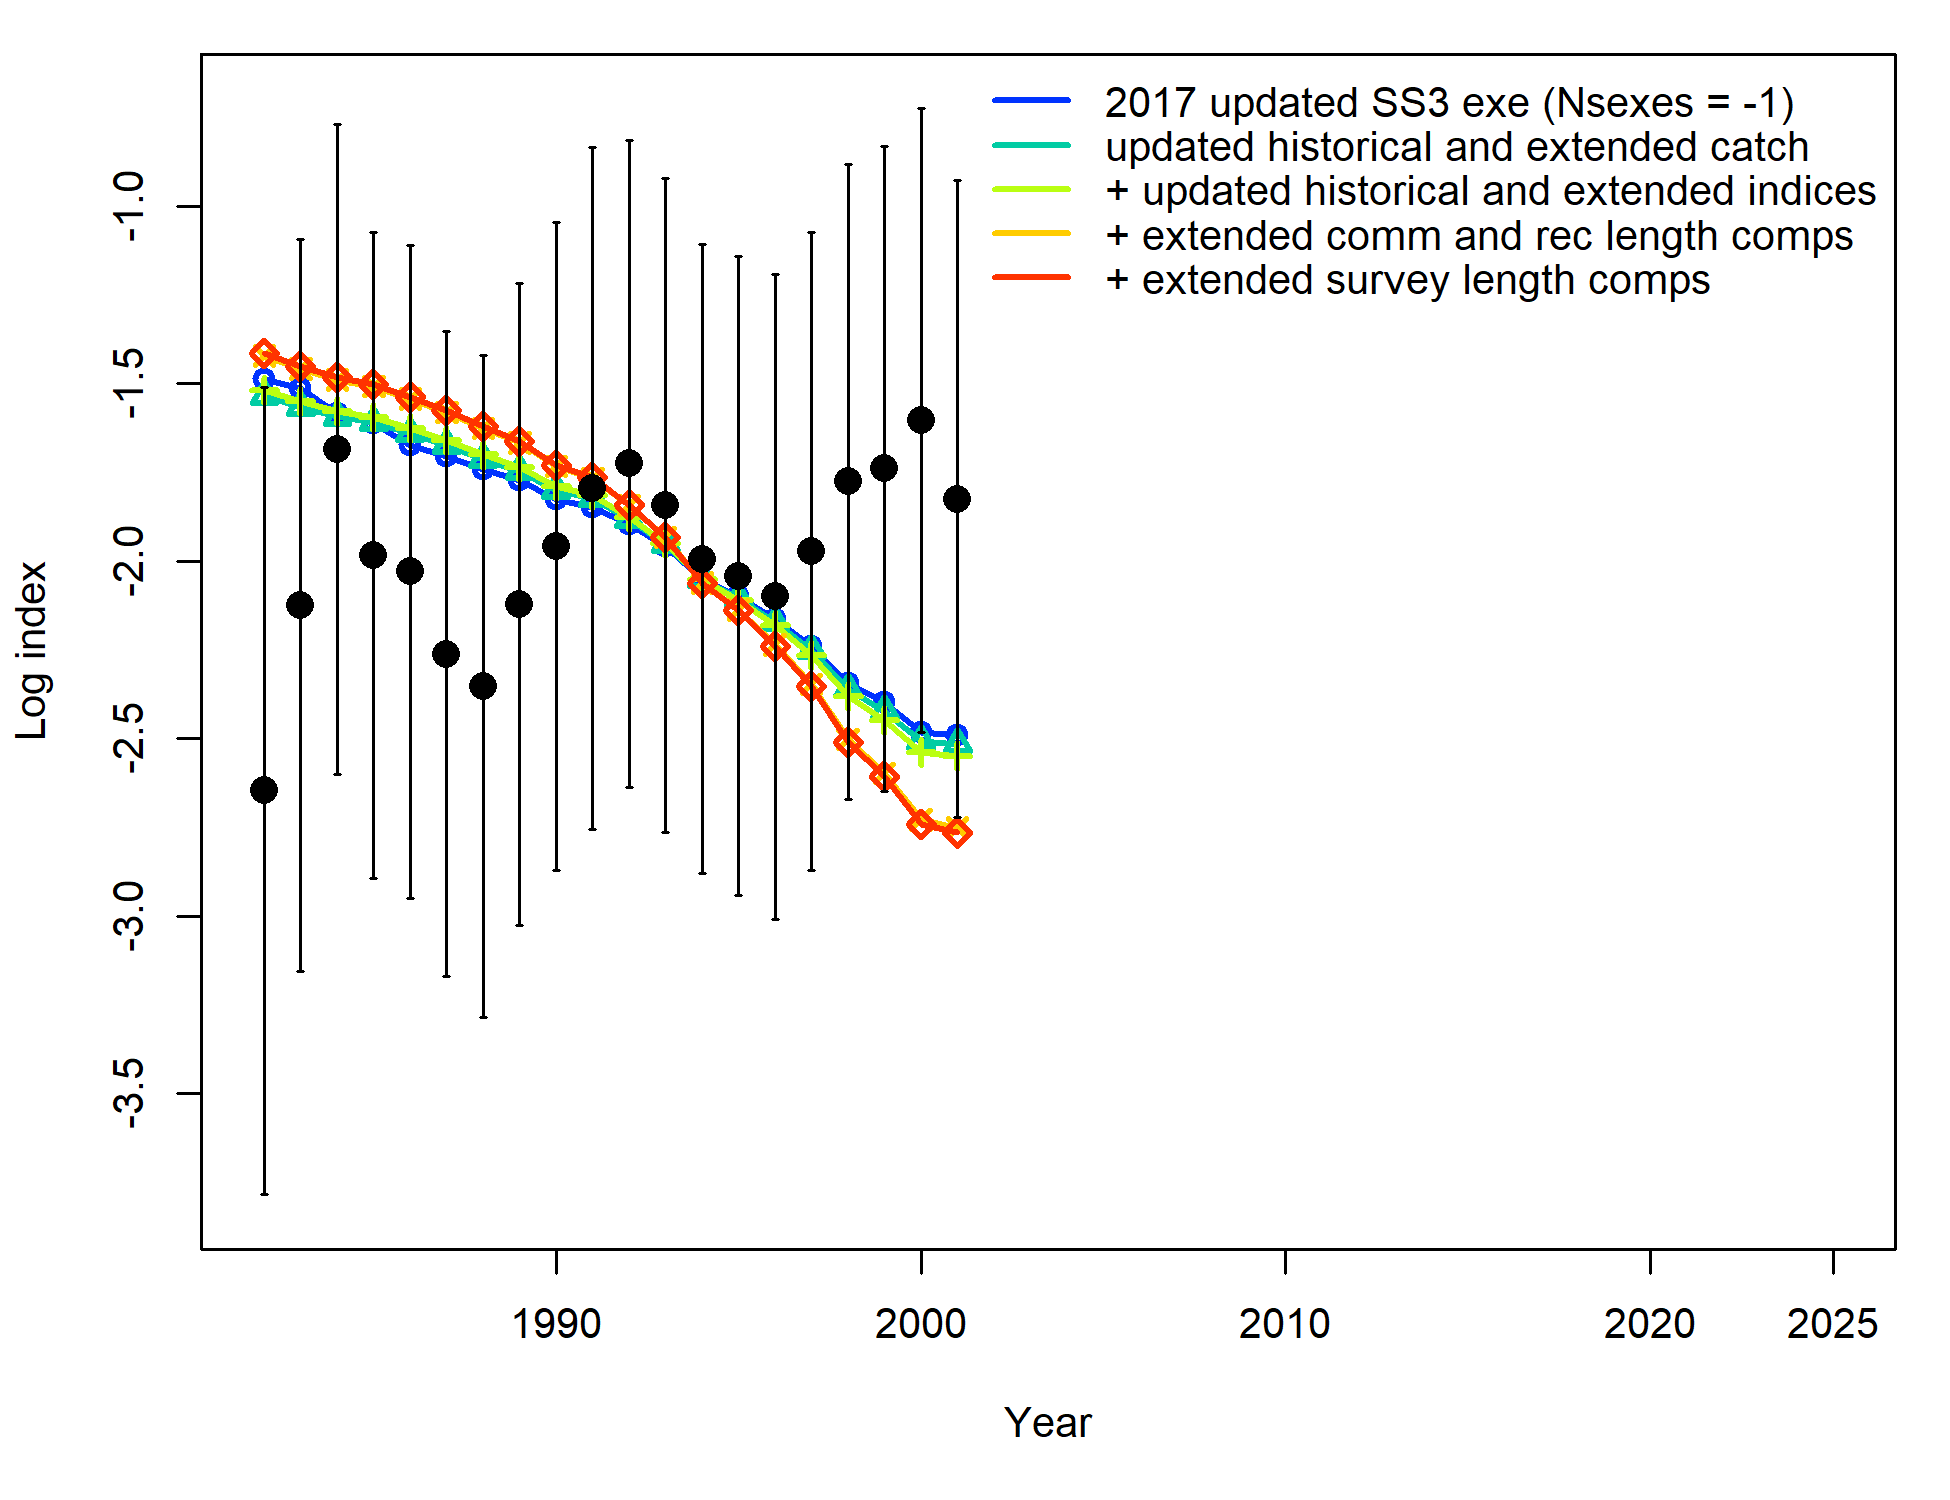 2017 updated SS3 exe (Nsexes = -1)
updated historical and extended catch
+ updated historical and extended indices
+ extended comm and rec length comps
+ extended survey length comps
Log index
-1.0
-1.5
-2.0
-2.5
-3.0
-3.5
1990
2000
2010
2020
2025
Year